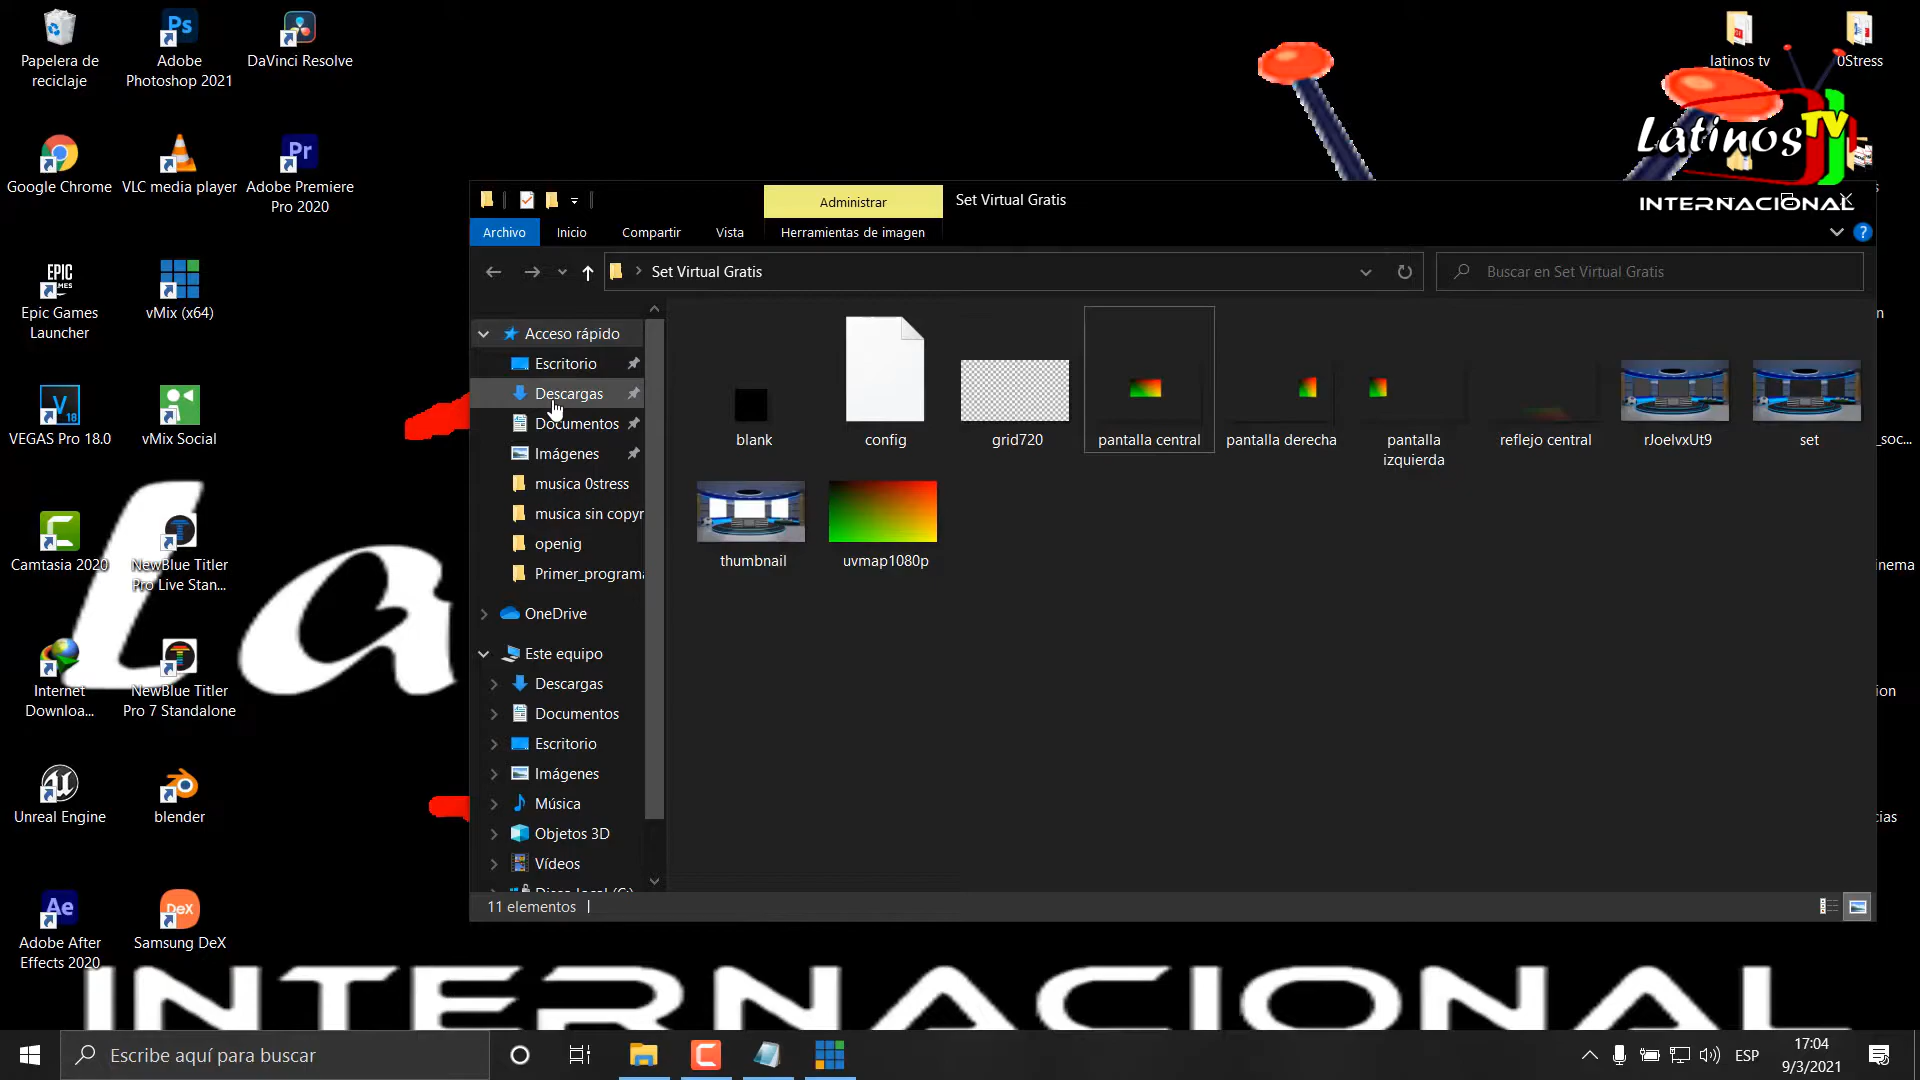 Papelera de
reciclaje
Adobe
Photoshop 2021
DaVinci Resolve
Google Chrome
VLC media player
Adobe Premiere
Pro 2020
Epic Games
Launcher
vMix (x64)
VEGAS Pro 18.0
vMix Social
Camtasia 2020
NewBlue Titler
Pro Live Stan...
Internet
Downloa...
NewBlue Titler
Pro 7 Standalone
Unreal Engine
blender
Adobe After
Effects 2020
Samsung DeX
latinos tv
0Stress
Latinos TV
INTERNACIONAL
Administrar
Set Virtual Gratis
Archivo
Inicio
Compartir
Vista
Herramientas de imagen
Set Virtual Gratis
Buscar en Set Virtual Gratis
Acceso rápido
Escritorio
Descargas
Documentos
Imágenes
musica 0stress
musica sin copyr
openig
Primer_programa
OneDrive
Este equipo
Descargas
Documentos
Escritorio
Imágenes
Música
Objetos 3D
Vídeos
Disco local (C:)
blank
config
grid720
pantalla central
pantalla derecha
pantalla
izquierda
reflejo central
rJoelvxUt9
set
thumbnail
uvmap1080p
11 elementos
La
INTERNACIONAL
Escribe aquí para buscar
ESP
17:04
9/3/2021